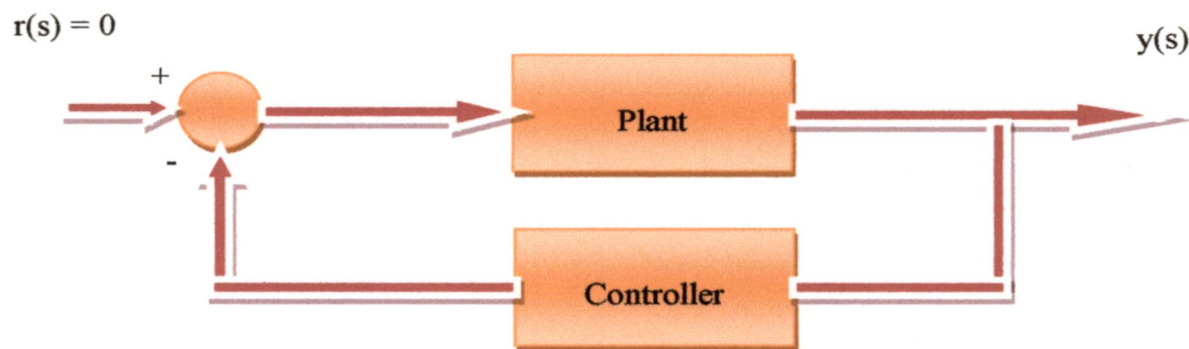 r(s) = 0
y(s)
+
Plant
-
Controller